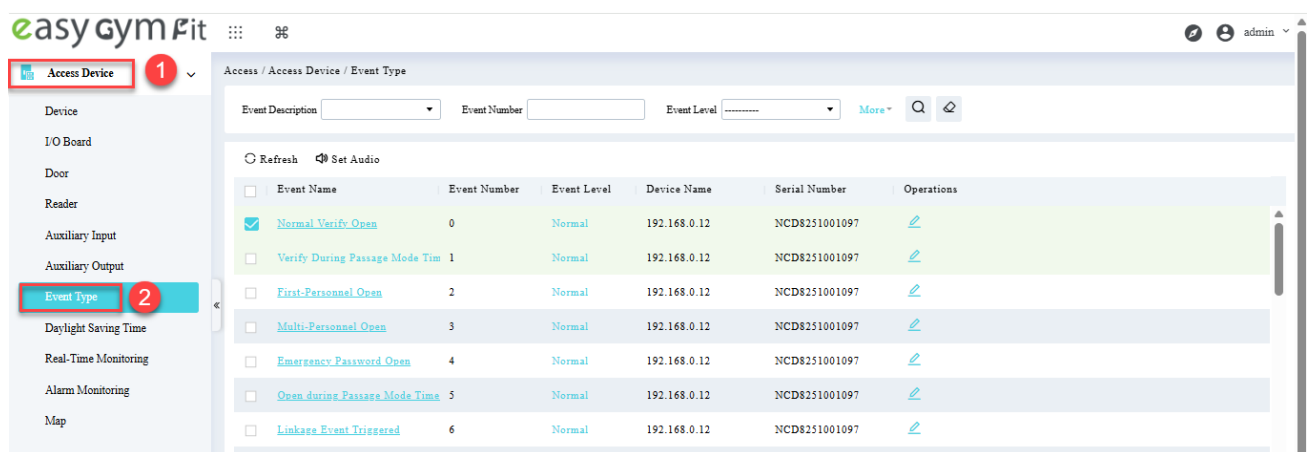 easy Gym Fit
admin
Access Device 1
Access / Access Device / Event Type
Device
I/O Board
Door
Reader
Auxiliary Input
Auxiliary Output
Event Type 2
Daylight Saving Time
Real-Time Monitoring
Alarm Monitoring
Map
Event Description Event Number Event Level ---------- More
Refresh Set Audio
Event Name Event Number Event Level Device Name Serial Number Operations
Normal Verify Open 0 Normal 192.168.0.12 NCD8251001097
Verify During Passage Mode Tim 1 Normal 192.168.0.12 NCD8251001097
First-Personnel Open 2 Normal 192.168.0.12 NCD8251001097
Multi-Personnel Open 3 Normal 192.168.0.12 NCD8251001097
Emergency Password Open 4 Normal 192.168.0.12 NCD8251001097
Open during Passage Mode Time 5 Normal 192.168.0.12 NCD8251001097
Linkage Event Triggered 6 Normal 192.168.0.12 NCD8251001097